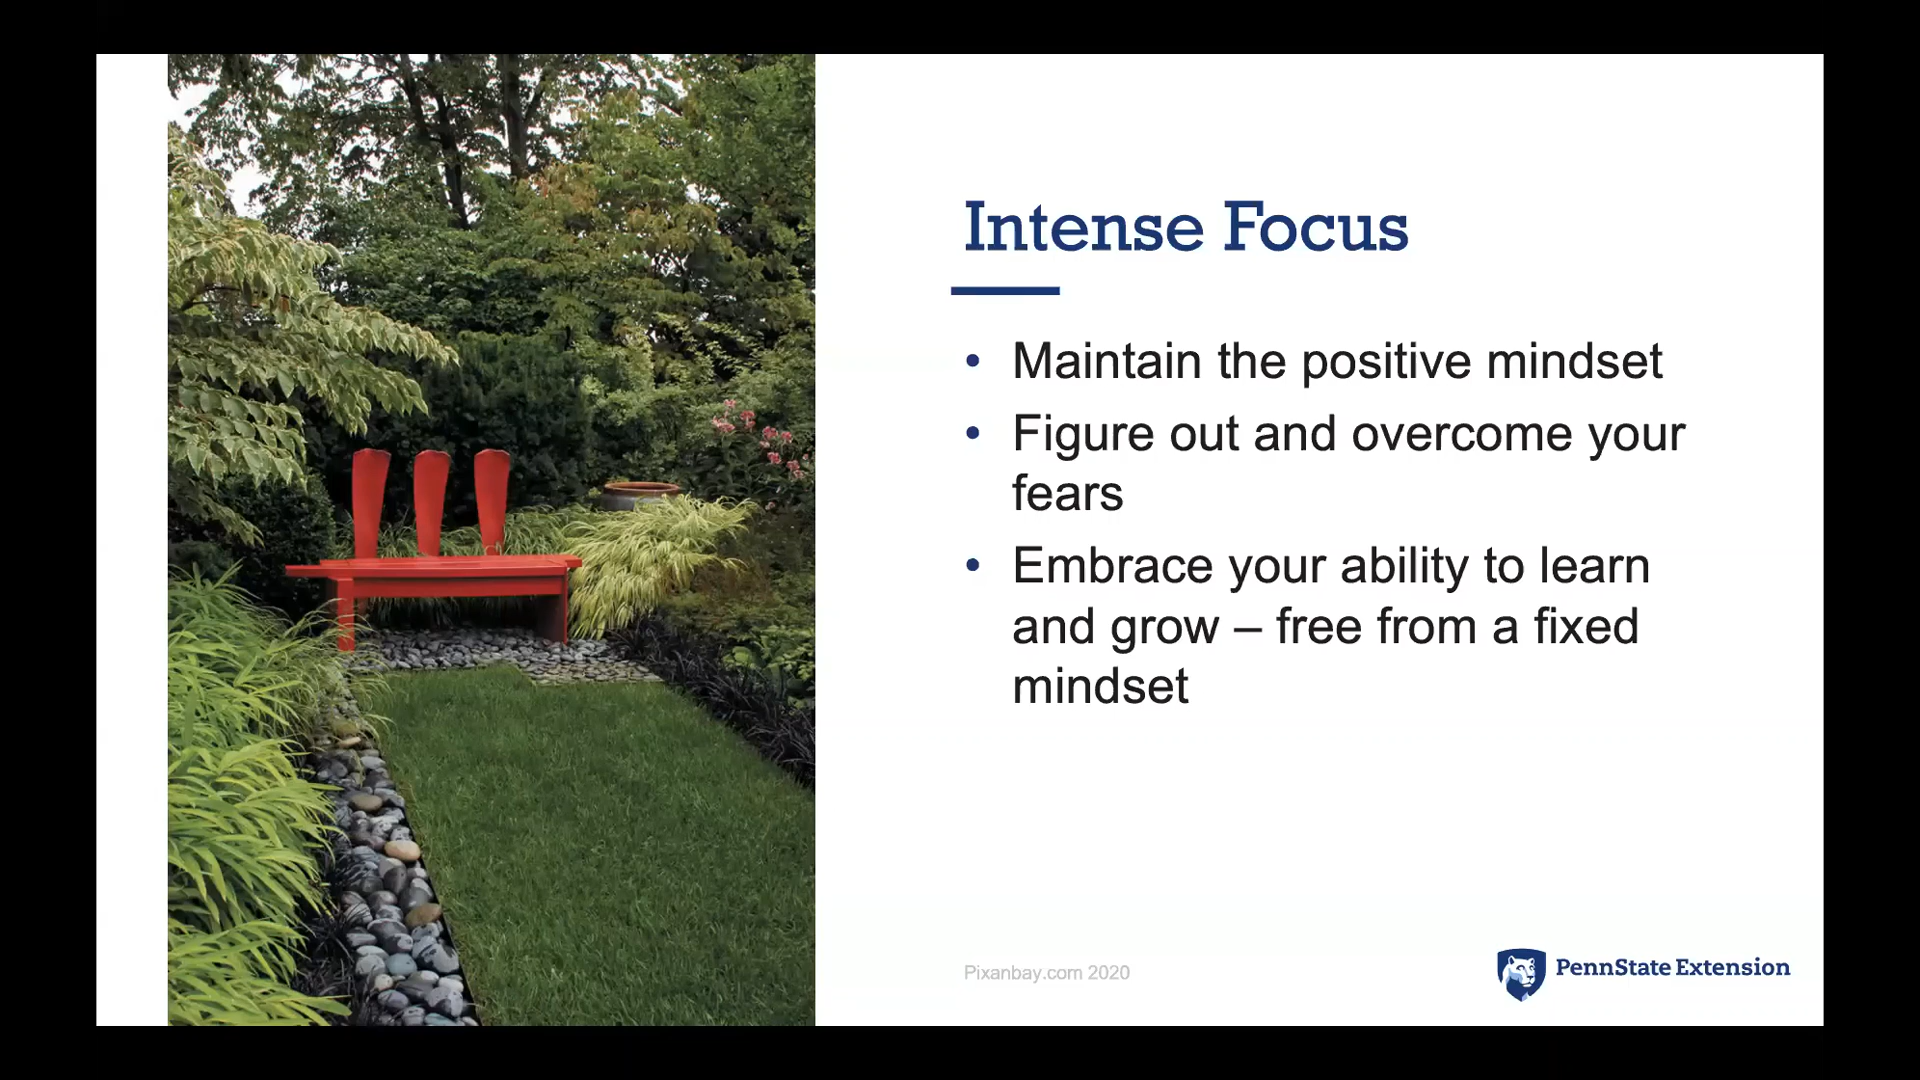 Intense Focus
• Maintain the positive mindset
• Figure out and overcome your
fears
• Embrace your ability to learn
and grow – free from a fixed
mindset
Pixanbay.com 2020
PennState Extension